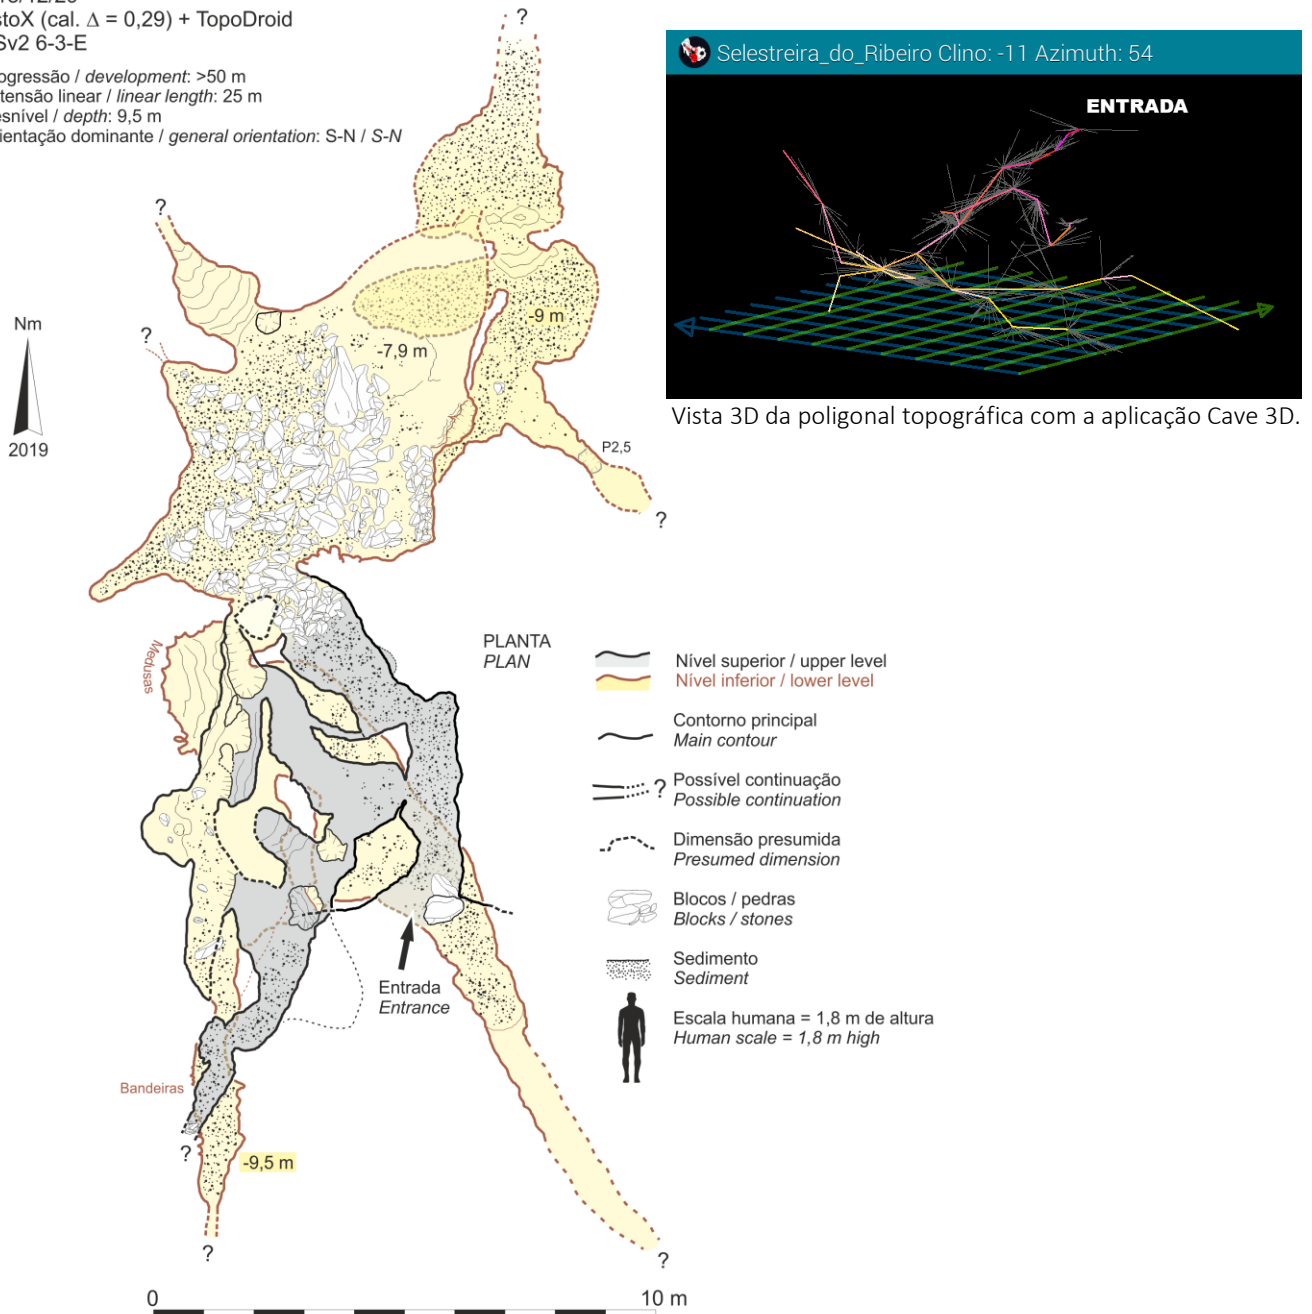 stoX (cal. Δ = 0,29) + TopoDroid
Sv2 6-3-E
ogressão / development: >50 m
tensão linear / linear length: 25 m
esnível / depth: 9,5 m
ientação dominante / general orientation: S-N / S-N
Selestreira_do_Ribeiro Clino: -11 Azimuth: 54
ENTRADA
Vista 3D da poligonal topográfica com a aplicação Cave 3D.
?
?
?
Nm
2019
-9 m
-7,9 m
P2,5
?
Medusas
PLANTA
PLAN
Nível superior / upper level
Nível inferior / lower level
Contorno principal
Main contour
? Possível continuação
Possible continuation
Dimensão presumida
Presumed dimension
Blocos / pedras
Blocks / stones
Sedimento
Sediment
Escala humana = 1,8 m de altura
Human scale = 1,8 m high
Entrada
Entrance
Bandeiras
?
-9,5 m
?
?
0 10 m